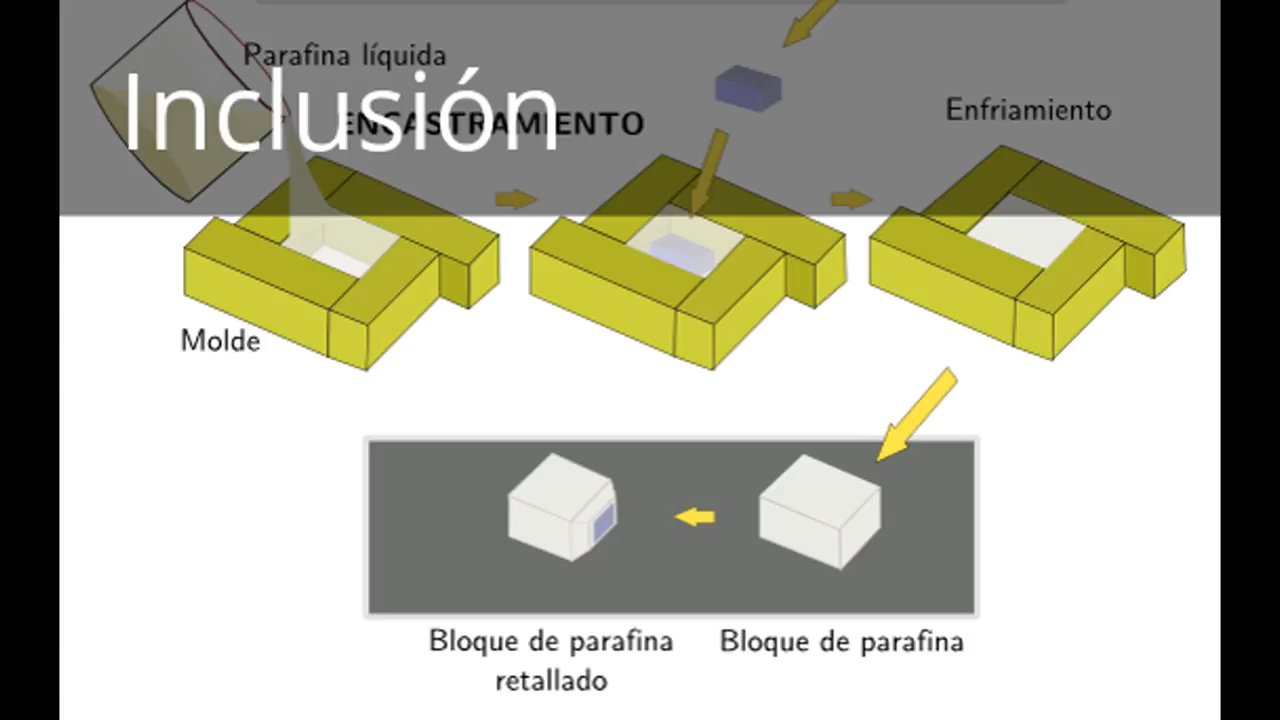 Parafina líquida
Inclusión
ENCASTRAMIENTO
Enfriamiento
Molde
Bloque de parafina
retallado
Bloque de parafina